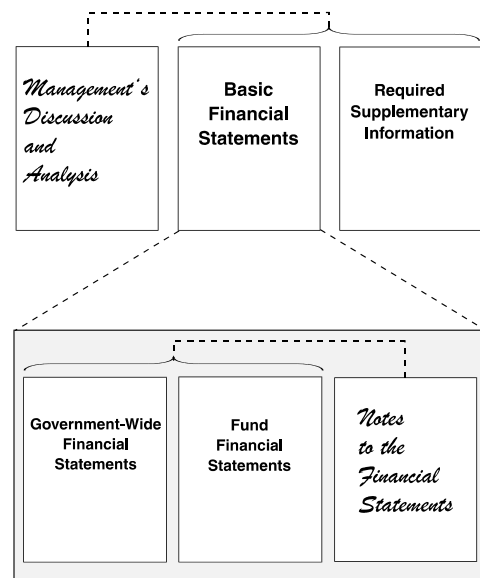 Management's
Discussion
and
Analysis
Basic
Financial
Statements
Required
Supplementary
Information
Government-Wide
Financial
Statements
Fund
Financial
Statements
Notes
to the
Financial
Statements